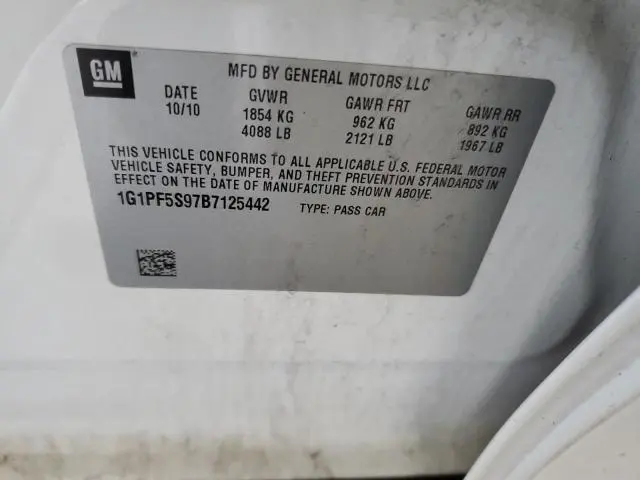 GM
MFD BY GENERAL MOTORS LLC
DATE GVWR GAWR FRT GAWR RR
10/10 1854 KG 962 KG 892 KG
4088 LB 2121 LB 1967 LB
THIS VEHICLE CONFORMS TO ALL APPLICABLE U.S. FEDERAL MOTOR
VEHICLE SAFETY, BUMPER, AND THEFT PREVENTION STANDARDS IN
EFFECT ON THE DATE OF MANUFACTURE SHOWN ABOVE.
1G1PF5S97B7125442 TYPE: PASS CAR